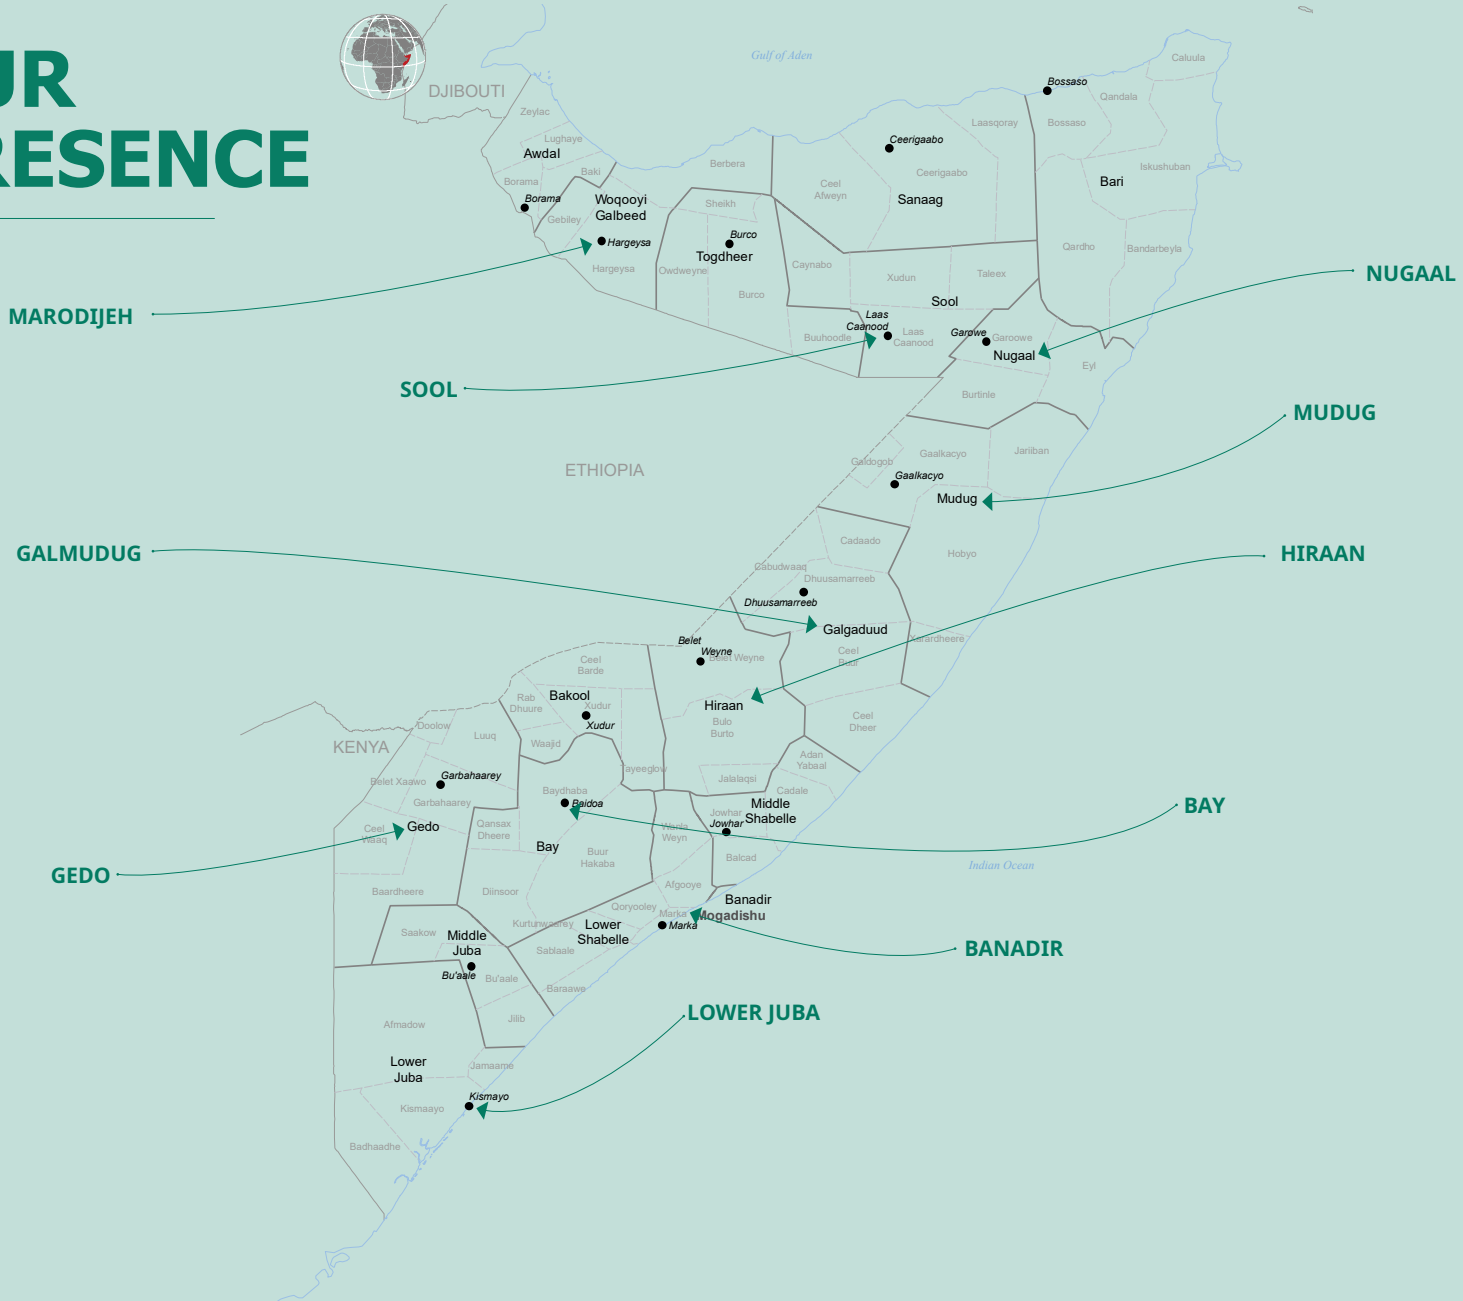 UR
RESENCE
Gulf of Aden
DJIBOUTI
Caluula
Bossaso
Qandala
Bossaso
Zeylac
Laasqoray
Lughaye
Awdal
Ceerigaabo
Ceerigaabo
Berbera
Baki
Iskushuban
Borama
Borama
Bari
Ceel
Afweyn
Woqooyi
Galbeed
Sanaag
Sheikh
Gebiley
Burco
Hargeysa
Togdheer
Qardho
Bandarbeyla
Hargeysa
Owdweyne
Caynabo
Xudun
Taleex
NUGAAL
Burco
Sool
MARODIJEH
Laas
Caanood
Buuhoodle
Laas
Caanood
Garowe
Garoowe
Nugaal
Eyl
SOOL
Burtinle
MUDUG
Galdogob
Gaalkacyo
Jariiban
ETHIOPIA
Gaalkacyo
Mudug
GALMUDUG
Cadaado
Hobyo
HIRAAN
Cabudwaaq
Dhuusamarreeb
Dhuusamarreeb
Galgaduud
Xarardheere
Belet
Weyne
Belet Weyne
Ceel
Buur
Ceel
Barde
Rab
Dhuure
Bakool
Xudur
Xudur
Hiraan
Bulo
Burto
Ceel
Dheer
Doolow
Luuq
KENYA
Waajid
Tayeeglow
Adan
Yabaal
Belet Xaawo
Garbahaarey
Garbahaarey
Jalalaqsi
Baydhaba
Baidoa
Cadale
Middle
Shabelle
Jowhar
Jowhar
BAY
Gedo
Ceel
Waaq
Qansax
Dheere
Wanla
Weyn
Bay
Buur
Hakaba
Balcad
Indian Ocean
GEDO
Baardheere
Diinsoor
Afgooye
Banadir
Mogadishu
Qoryooley
Marka
Marka
Kurtunwaarey
Lower
Shabelle
Saakow
Middle
Juba
Sablaale
BANADIR
Bu'aale
Bu'aale
Baraawe
LOWER JUBA
Jilib
Afmadow
Lower
Juba
Jamaame
Kismayo
Kismaayo
Badhaadhe